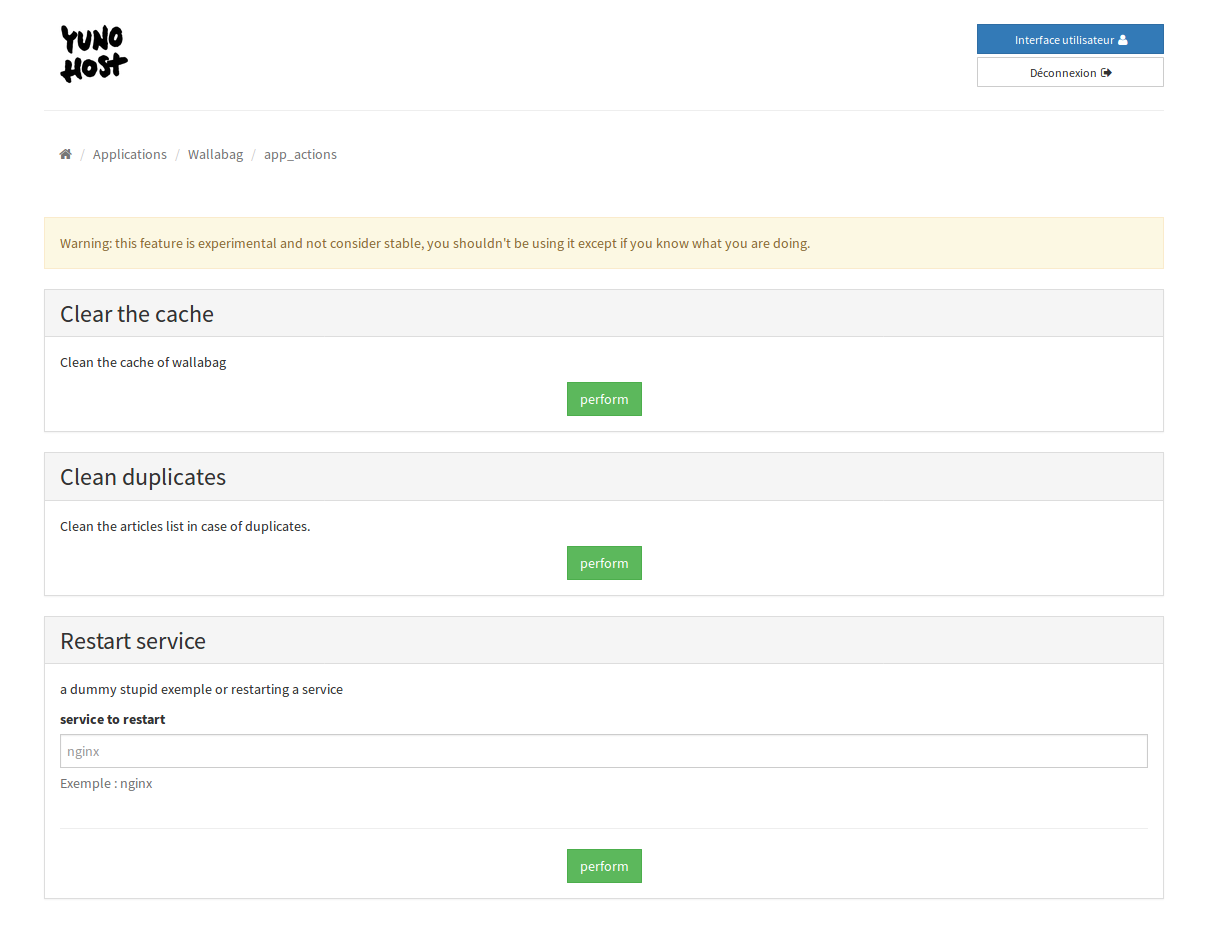 YUNO
HOST
Interface utilisateur
Déconnexion
/ Applications / Wallabag / app_actions
Warning: this feature is experimental and not consider stable, you shouldn't be using it except if you know what you are doing.
Clear the cache
Clean the cache of wallabag
perform
Clean duplicates
Clean the articles list in case of duplicates.
perform
Restart service
a dummy stupid exemple or restarting a service
service to restart
nginx
Exemple : nginx
perform